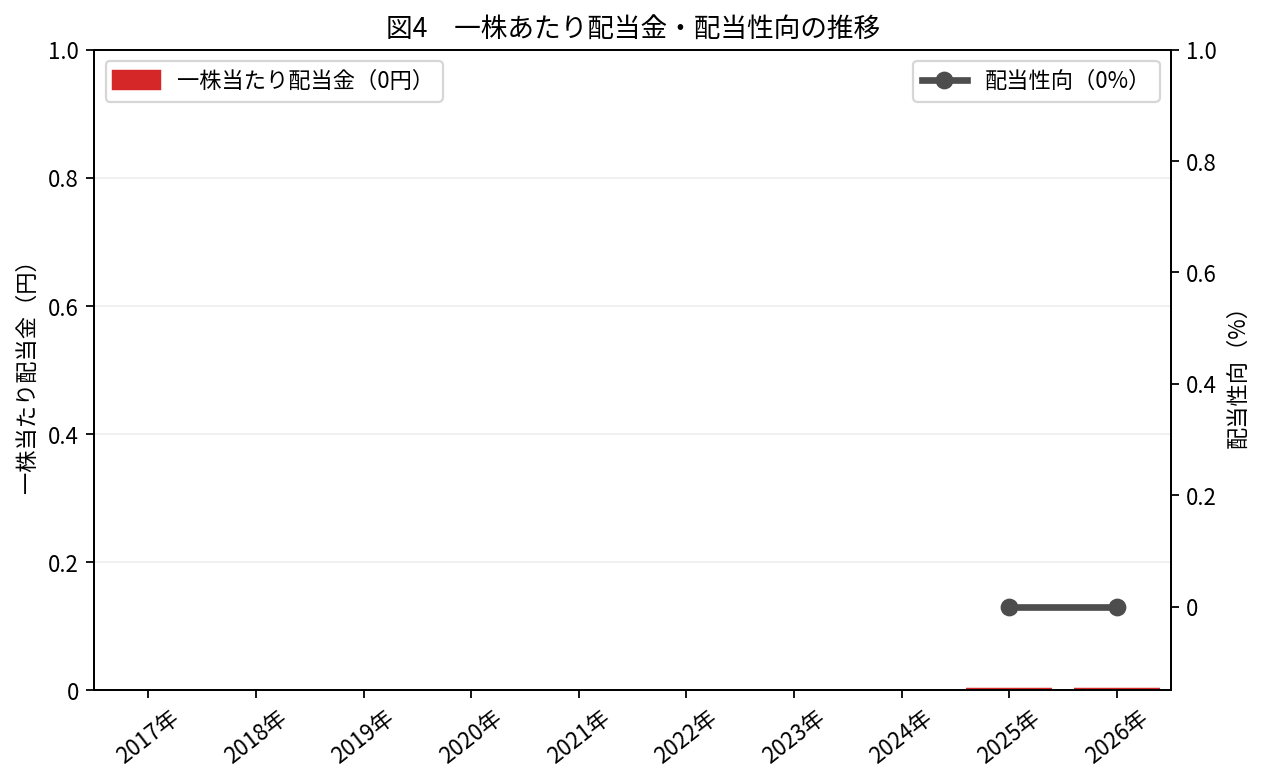 図4　一株あたり配当金・配当性向の推移
一株当たり配当金（0円）
配当性向（0%）
一株当たり配当金（円）
1.0
0.8
0.6
0.4
0.2
0
1.0
0.8
0.6
0.4
0.2
0
配当性向（%）
2017年
2018年
2019年
2020年
2021年
2022年
2023年
2024年
2025年
2026年